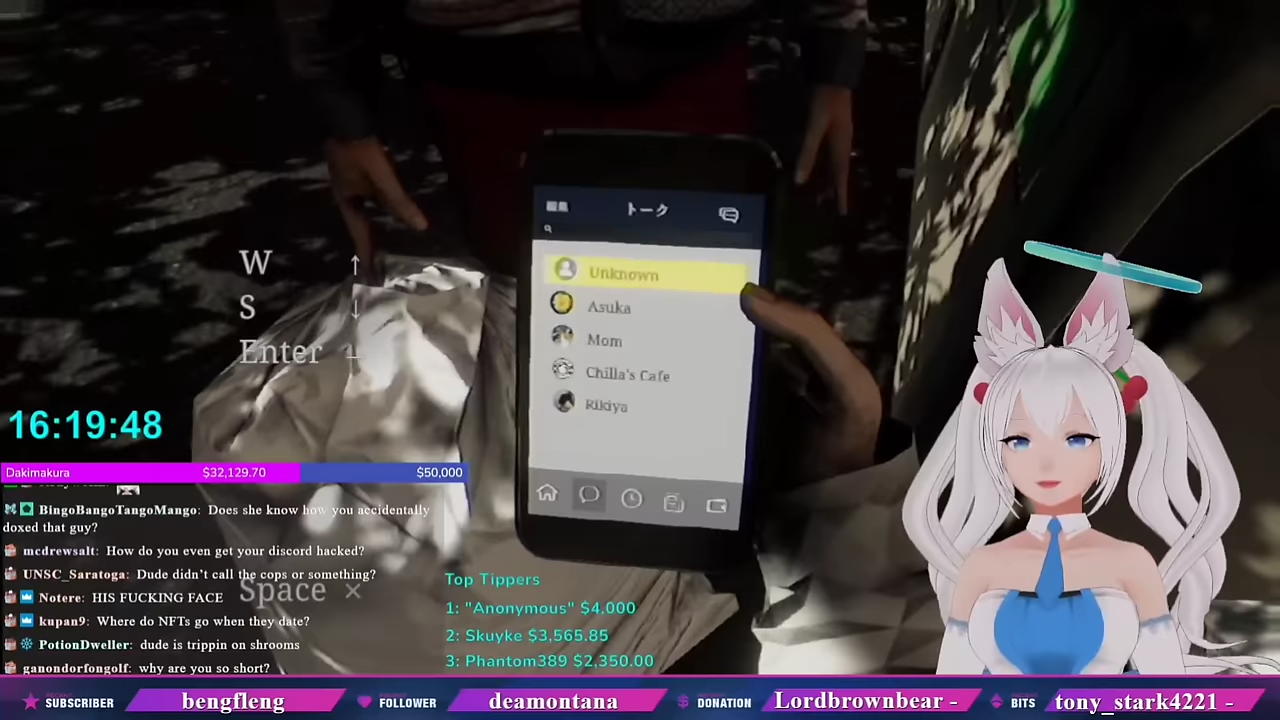 トーク
Unknown
Asuka
Mom
Chilla's Cafe
Rikiya
W ↑
S ↓
Enter
Space ×
16:19:48
Dakimakura $32,129.70 $50,000
BingoBangoTangoMango: Does she know how you accidentally
doxed that guy?
mcdrewsalt: How do you even get your discord hacked?
UNSC_Saratoga: Dude didn't call the cops or something?
Notere: HIS FUCKING FACE
kupan9: Where do NFTs go when they date?
PotionDweller: dude is trippin on shrooms
ganondorfongolf: why are you so short?
Top Tippers
1: "Anonymous" $4,000
2: Skuyke $3,565.85
3: Phantom389 $2,350.00
SUBSCRIBER bengfleng FOLLOWER deamontana DONATION Lordbrownbear - BITS tony_stark4221 -